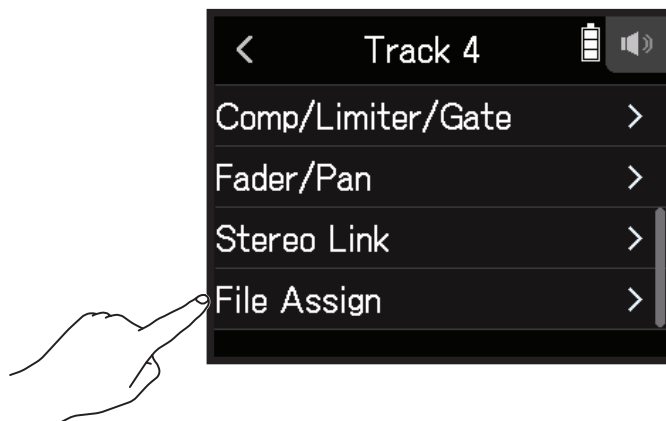 Track 4
Comp/Limiter/Gate
Fader/Pan
Stereo Link
File Assign